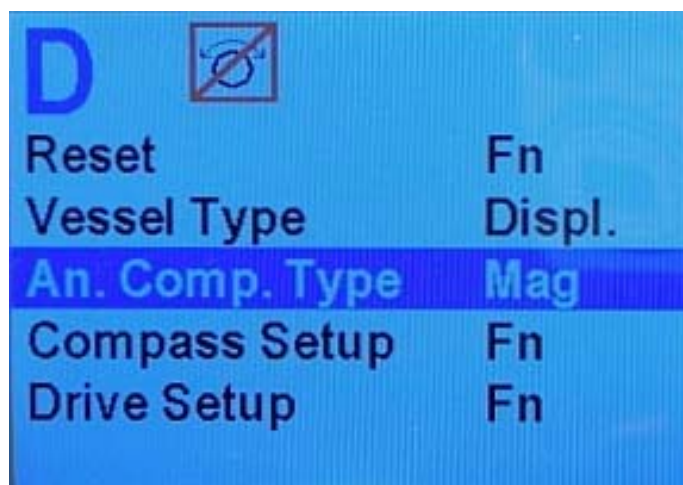 D
Reset Fn
Vessel Type Displ.
An. Comp. Type Mag
Compass Setup Fn
Drive Setup Fn